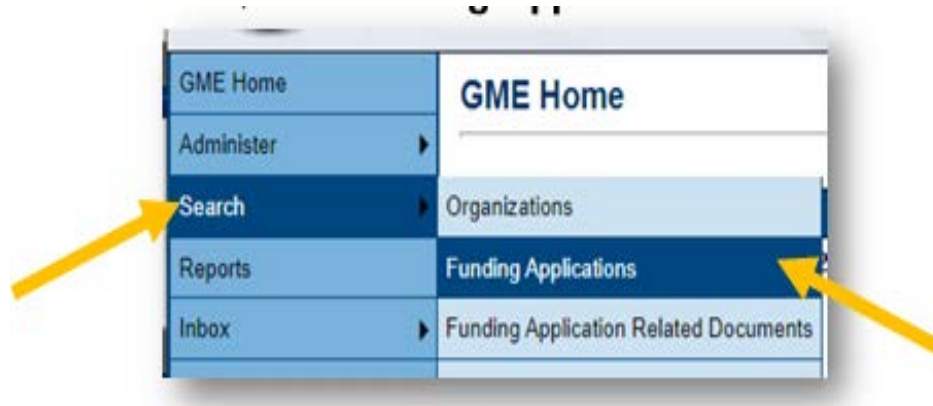 GME Home
GME Home
Administer
Search
Organizations
Reports
Funding Applications
Inbox
Funding Application Related Documents